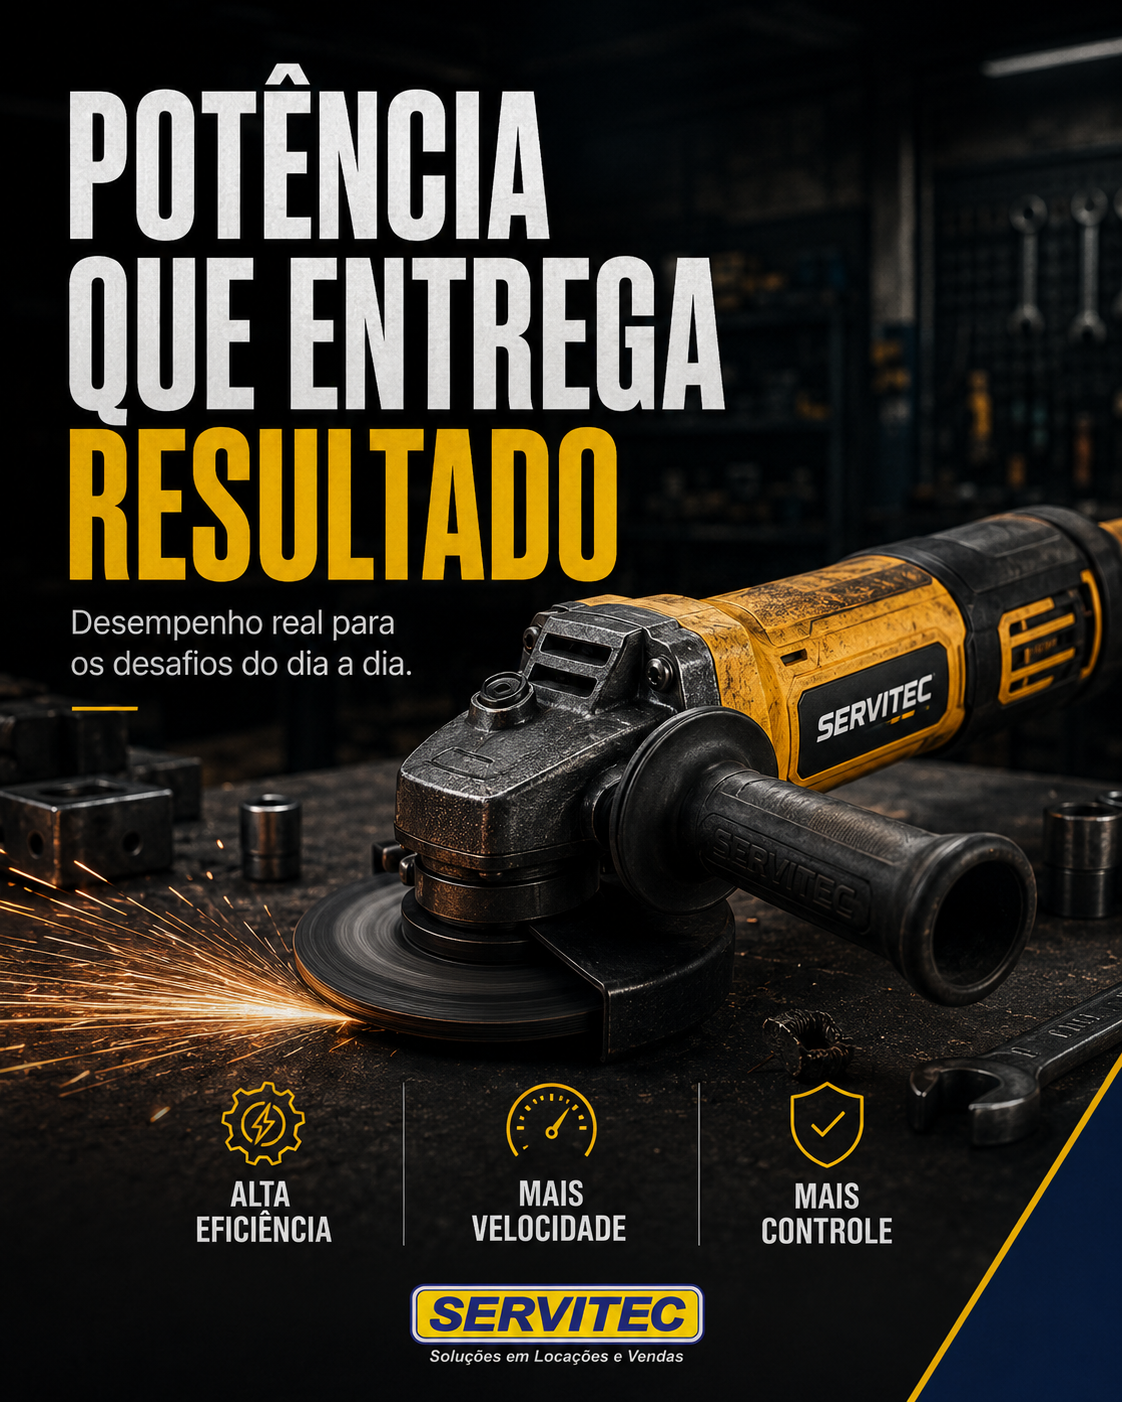 POTÊNCIA
QUE ENTREGA
RESULTADO
Desempenho real para
os desafios do dia a dia.
SERVITEC
SERVITEC
ALTA
EFICIÊNCIA
MAIS
VELOCIDADE
MAIS
CONTROLE
SERVITEC
Soluções em Locações e Vendas